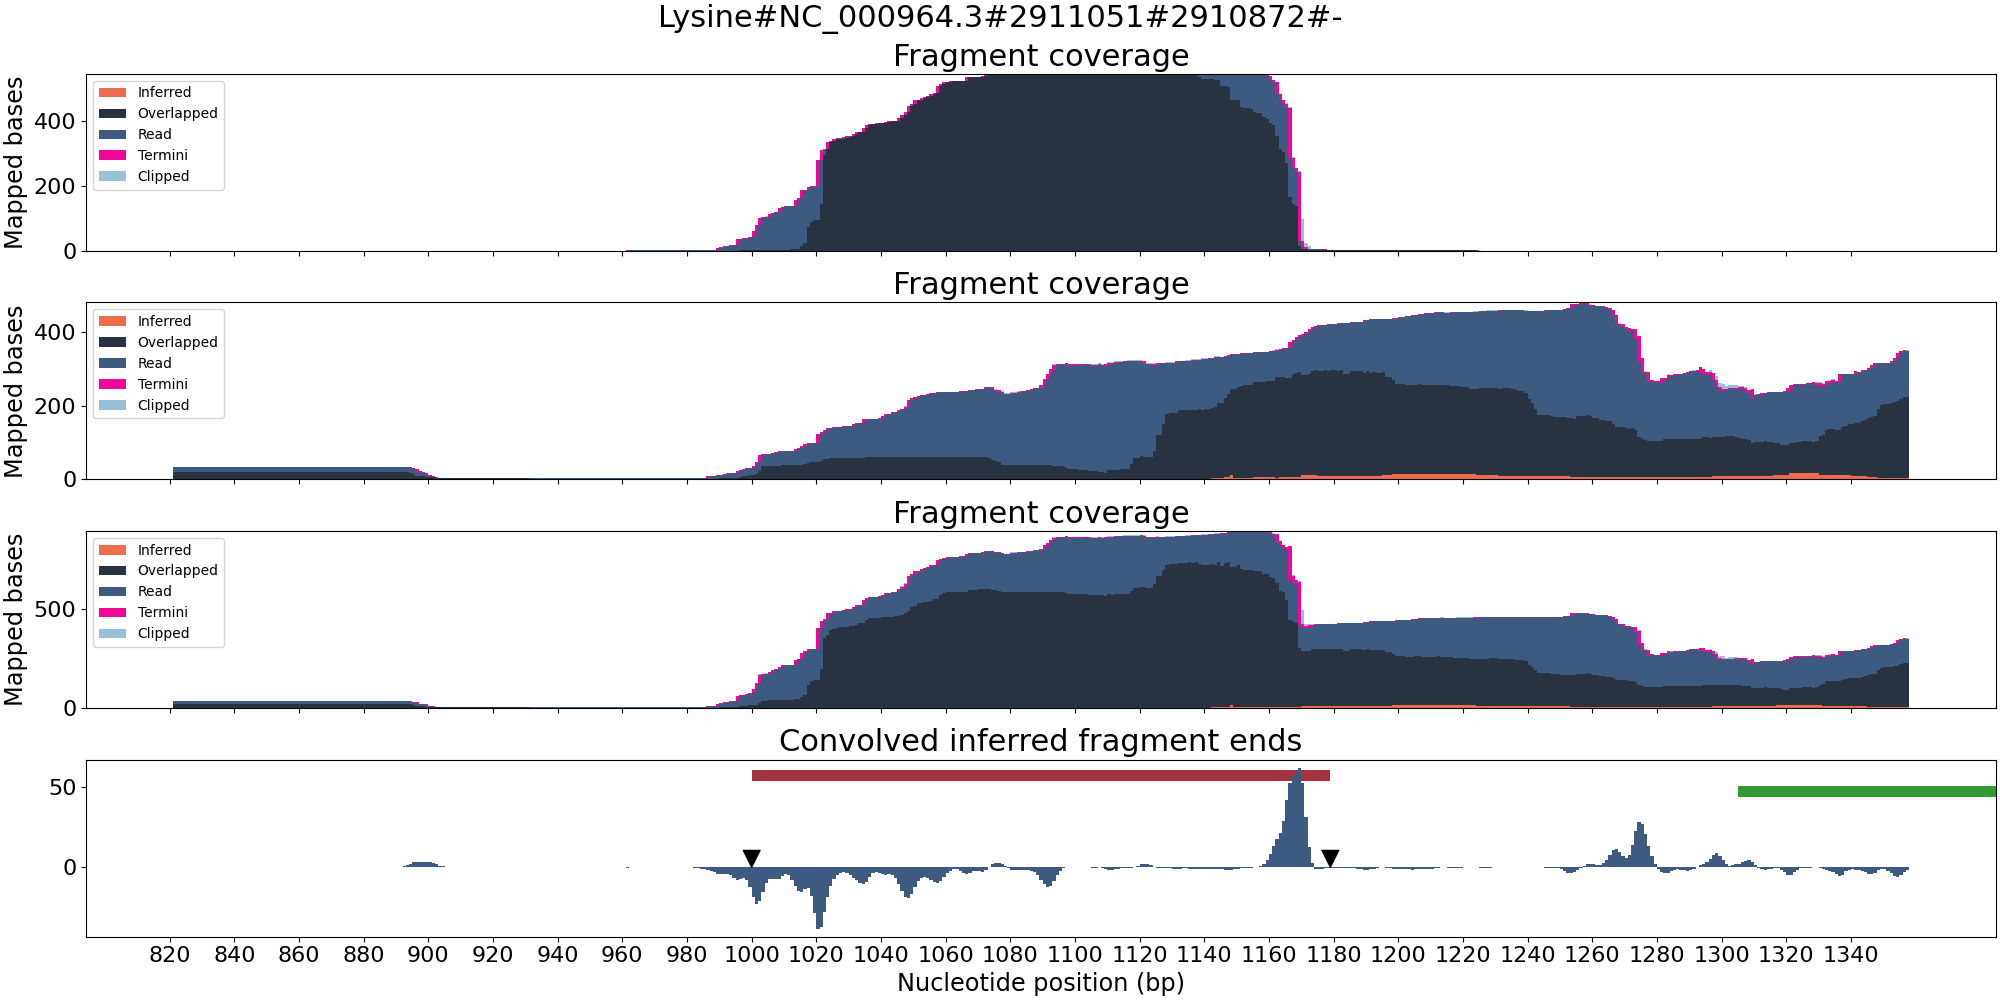 Lysine#NC_000964.3#2911051#2910872#-
Fragment coverage
Mapped bases
400
200
0
Inferred
Overlapped
Read
Termini
Clipped
Fragment coverage
Mapped bases
400
200
0
Inferred
Overlapped
Read
Termini
Clipped
Fragment coverage
Mapped bases
500
0
Inferred
Overlapped
Read
Termini
Clipped
Convolved inferred fragment ends
50
0
820 840 860 880 900 920 940 960 980 1000 1020 1040 1060 1080 1100 1120 1140 1160 1180 1200 1220 1240 1260 1280 1300 1320 1340
Nucleotide position (bp)